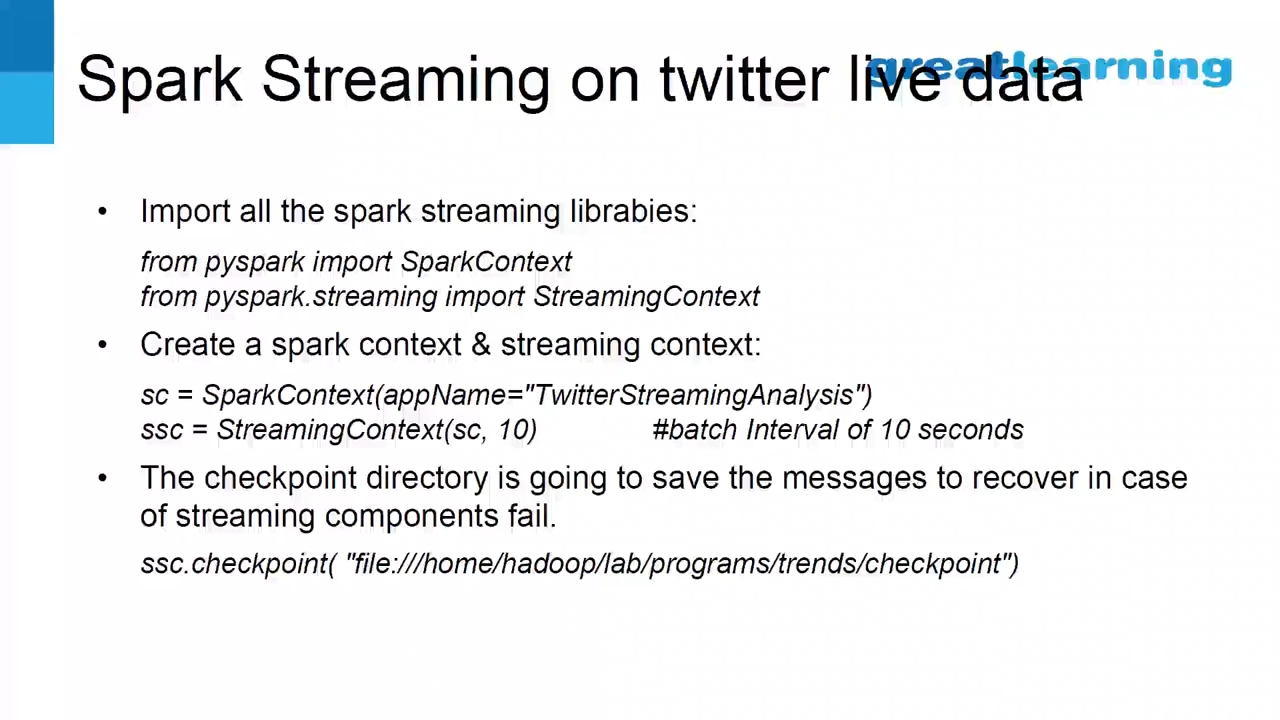 Spark Streaming on twitter live data
greatlearning
• Import all the spark streaming librabies:
from pyspark import SparkContext
from pyspark.streaming import StreamingContext
• Create a spark context & streaming context:
sc = SparkContext(appName="TwitterStreamingAnalysis")
ssc = StreamingContext(sc, 10) #batch Interval of 10 seconds
• The checkpoint directory is going to save the messages to recover in case
of streaming components fail.
ssc.checkpoint( "file:///home/hadoop/lab/programs/trends/checkpoint")